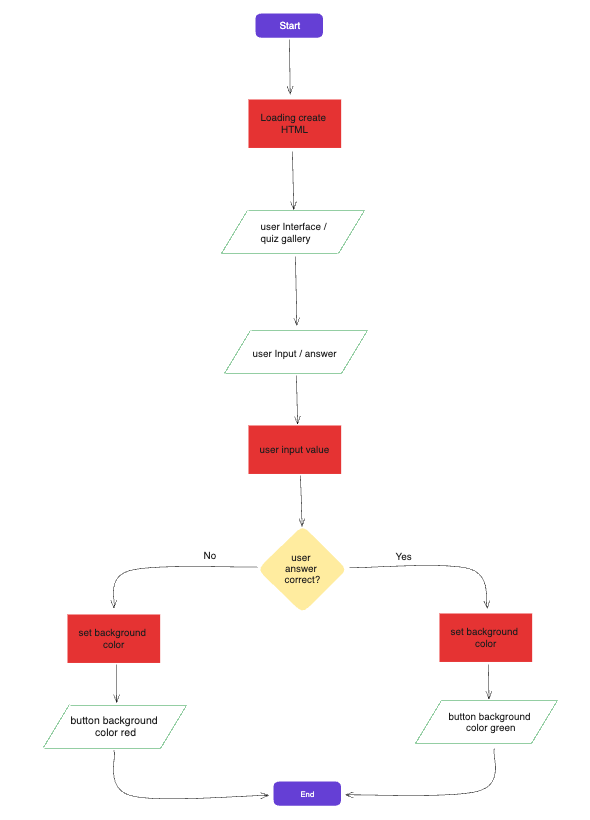 Start
Loading create
HTML
user Interface /
quiz gallery
user Input / answer
user input value
user
answer
correct?
No
Yes
set background
color
set background
color
button background
color red
button background
color green
End